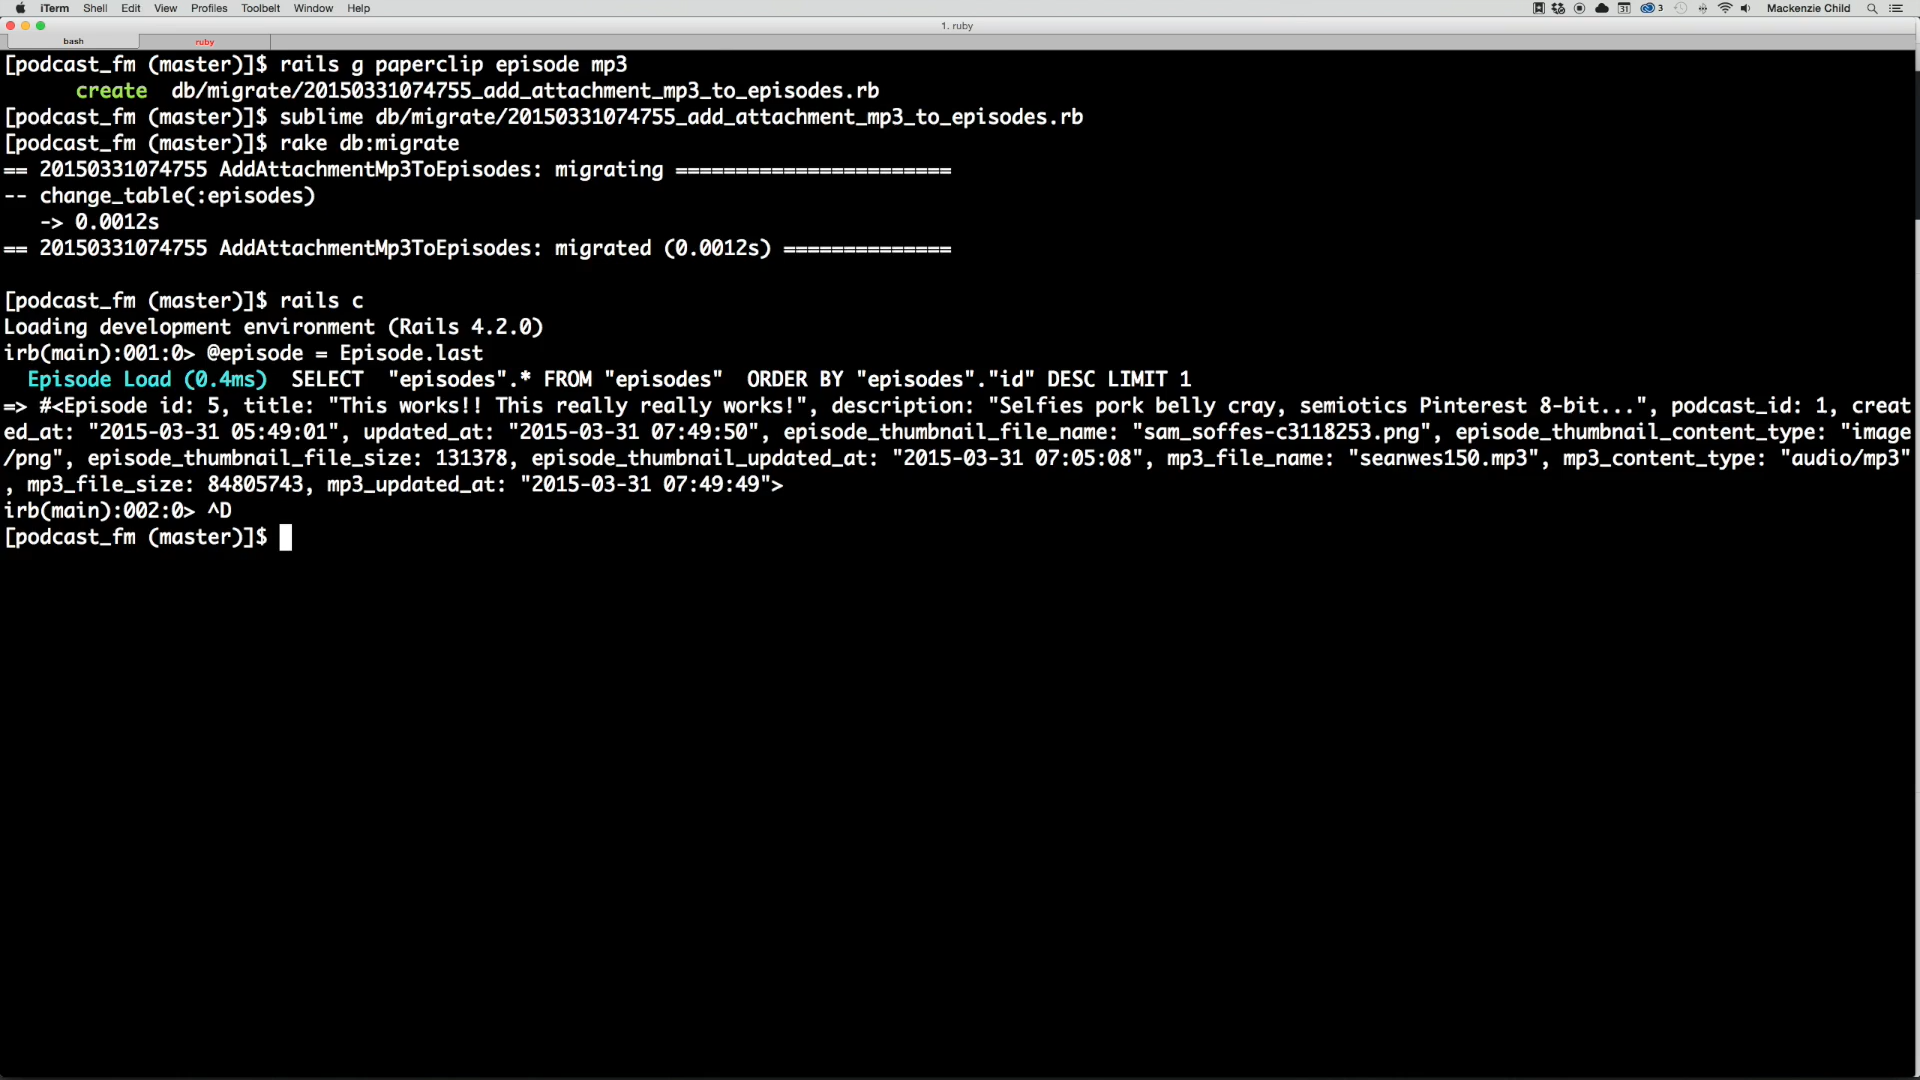 iTerm Shell Edit View Profiles Toolbelt Window Help 31 3 Mackenzie Child
1. ruby
bash ruby
[podcast_fm (master)]$ rails g paperclip episode mp3
create db/migrate/20150331074755_add_attachment_mp3_to_episodes.rb
[podcast_fm (master)]$ sublime db/migrate/20150331074755_add_attachment_mp3_to_episodes.rb
[podcast_fm (master)]$ rake db:migrate
== 20150331074755 AddAttachmentMp3ToEpisodes: migrating =======================
-- change_table(:episodes)
-> 0.0012s
== 20150331074755 AddAttachmentMp3ToEpisodes: migrated (0.0012s) ==============
[podcast_fm (master)]$ rails c
Loading development environment (Rails 4.2.0)
irb(main):001:0> @episode = Episode.last
Episode Load (0.4ms) SELECT "episodes".* FROM "episodes" ORDER BY "episodes"."id" DESC LIMIT 1
=> #<Episode id: 5, title: "This works!! This really really works!", description: "Selfies pork belly cray, semiotics Pinterest 8-bit...", podcast_id: 1, creat
ed_at: "2015-03-31 05:49:01", updated_at: "2015-03-31 07:49:50", episode_thumbnail_file_name: "sam_soffes-c3118253.png", episode_thumbnail_content_type: "image
/png", episode_thumbnail_file_size: 131378, episode_thumbnail_updated_at: "2015-03-31 07:05:08", mp3_file_name: "seanwes150.mp3", mp3_content_type: "audio/mp3"
, mp3_file_size: 84805743, mp3_updated_at: "2015-03-31 07:49:49">
irb(main):002:0> ^D
[podcast_fm (master)]$